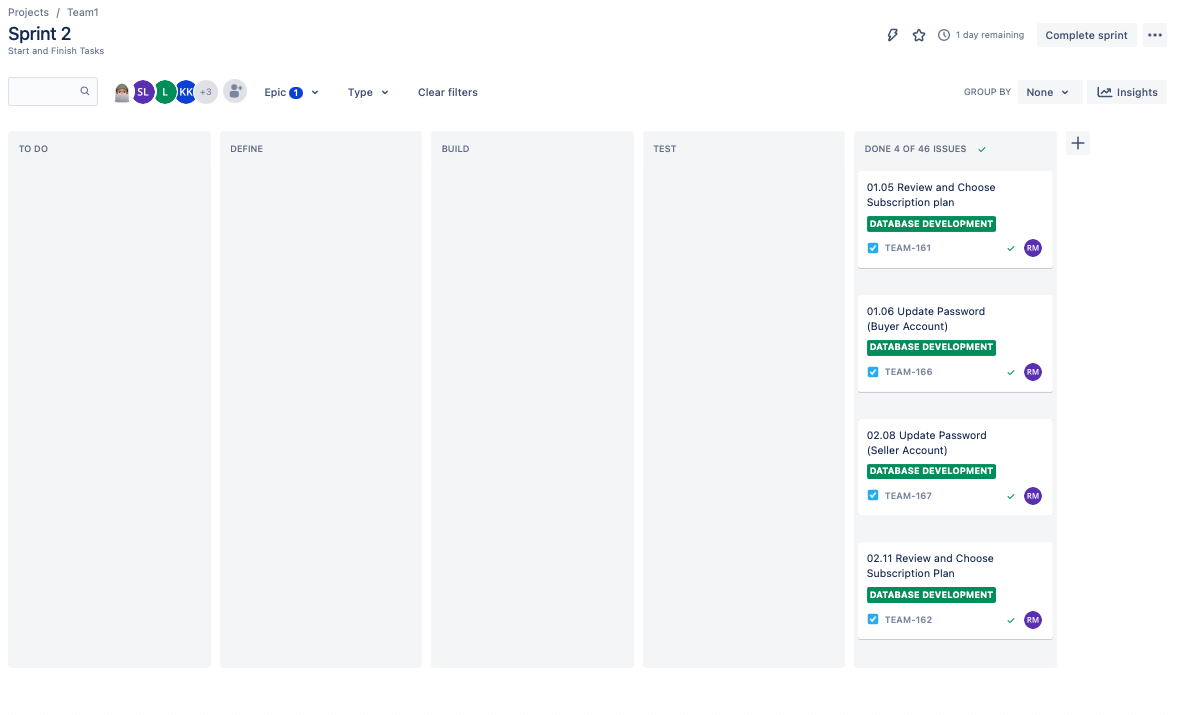 Projects / Team1
Sprint 2
Start and Finish Tasks
1 day remaining
Complete sprint
SL L KK +3
Epic 1
Type
Clear filters
GROUP BY
None
Insights
TO DO
DEFINE
BUILD
TEST
DONE 4 OF 46 ISSUES
01.05 Review and Choose
Subscription plan
DATABASE DEVELOPMENT
TEAM-161 RM
01.06 Update Password
(Buyer Account)
DATABASE DEVELOPMENT
TEAM-166 RM
02.08 Update Password
(Seller Account)
DATABASE DEVELOPMENT
TEAM-167 RM
02.11 Review and Choose
Subscription Plan
DATABASE DEVELOPMENT
TEAM-162 RM